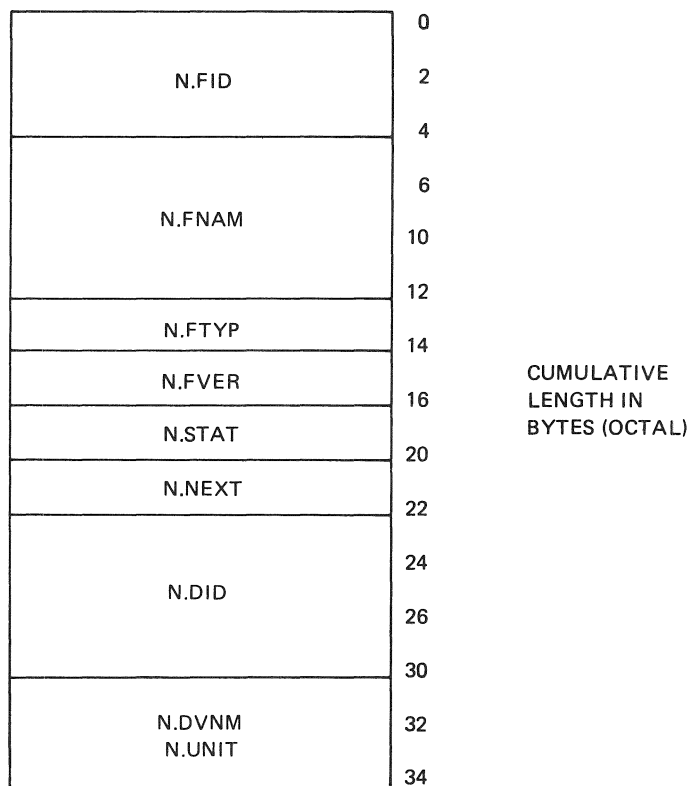 0
N.FID
2
4
6
N.FNAM
10
12
N.FTYP
14
N.FVER
CUMULATIVE
LENGTH IN
BYTES (OCTAL)
16
N.STAT
20
N.NEXT
22
24
N.DID
26
30
N.DVNM
32
N.UNIT
34